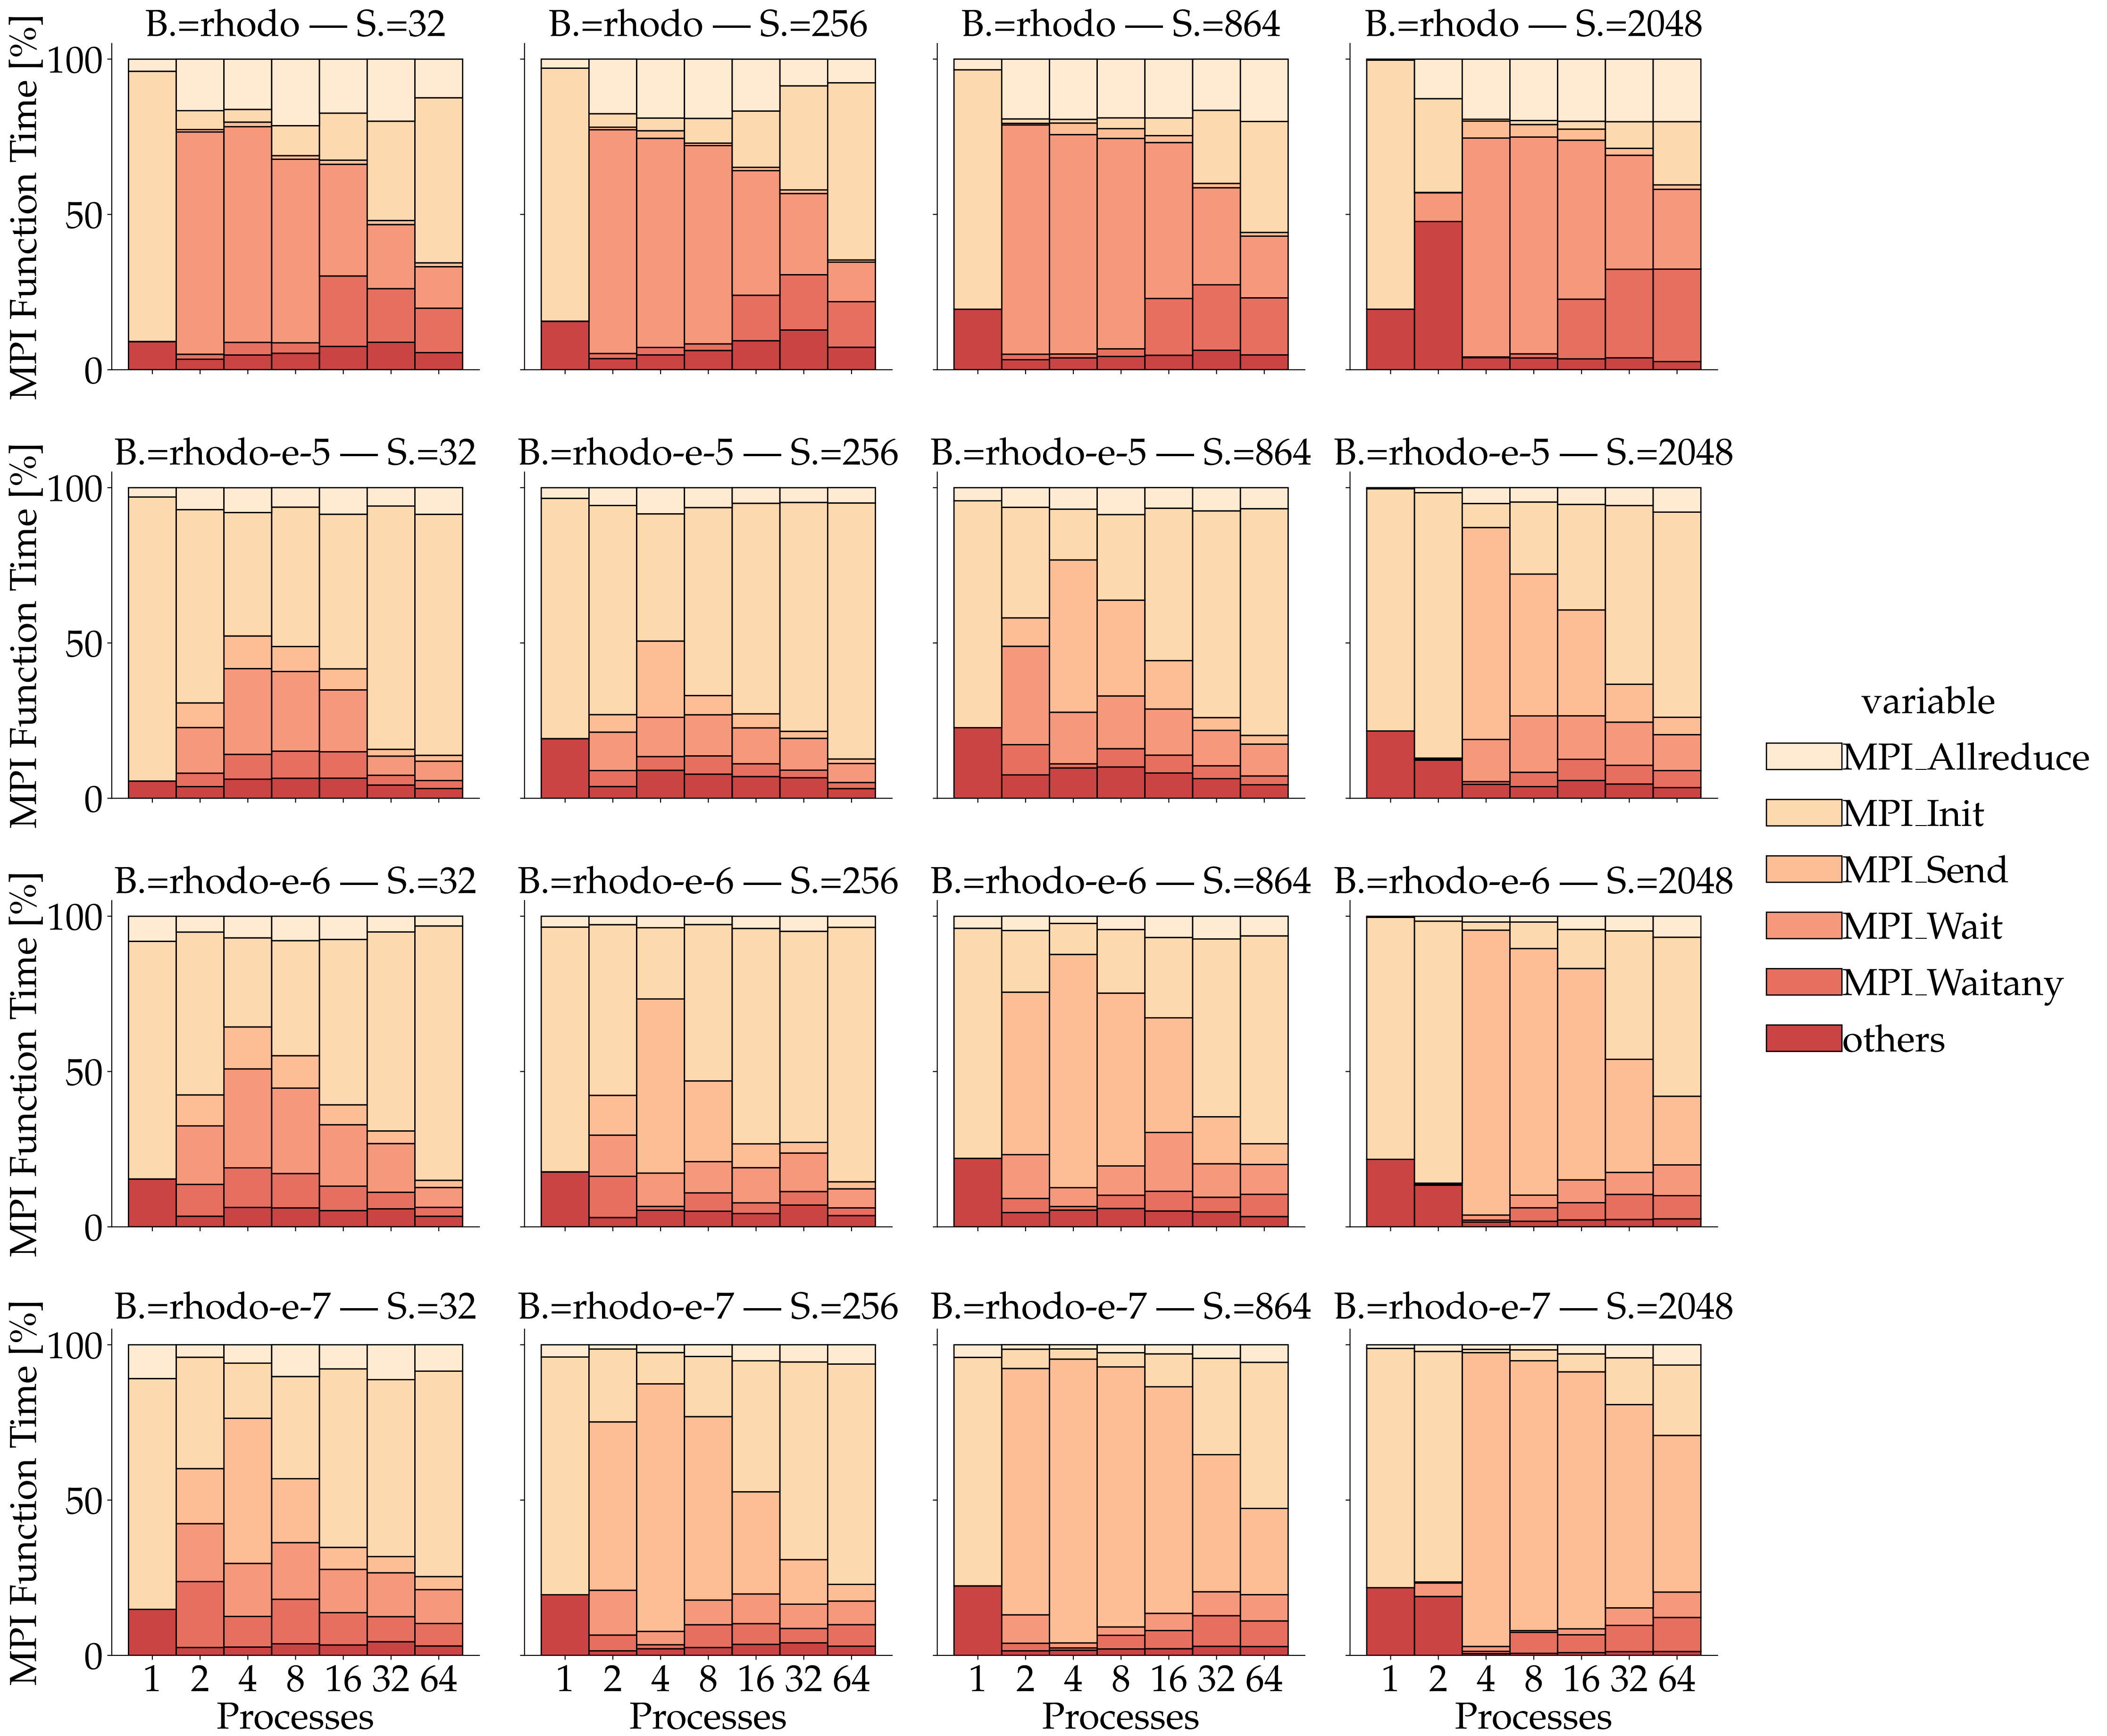 B.=rhodo — S.=32
B.=rhodo — S.=256
B.=rhodo — S.=864
B.=rhodo — S.=2048
MPI Function Time [%]
100
50
0
B.=rhodo-e-5 — S.=32
B.=rhodo-e-5 — S.=256
B.=rhodo-e-5 — S.=864
B.=rhodo-e-5 — S.=2048
MPI Function Time [%]
100
50
0
B.=rhodo-e-6 — S.=32
B.=rhodo-e-6 — S.=256
B.=rhodo-e-6 — S.=864
B.=rhodo-e-6 — S.=2048
MPI Function Time [%]
100
50
0
B.=rhodo-e-7 — S.=32
B.=rhodo-e-7 — S.=256
B.=rhodo-e-7 — S.=864
B.=rhodo-e-7 — S.=2048
MPI Function Time [%]
100
50
0
1 2 4 8 16 32 64
1 2 4 8 16 32 64
1 2 4 8 16 32 64
1 2 4 8 16 32 64
Processes
Processes
Processes
Processes
variable
MPI_Allreduce
MPI_Init
MPI_Send
MPI_Wait
MPI_Waitany
others